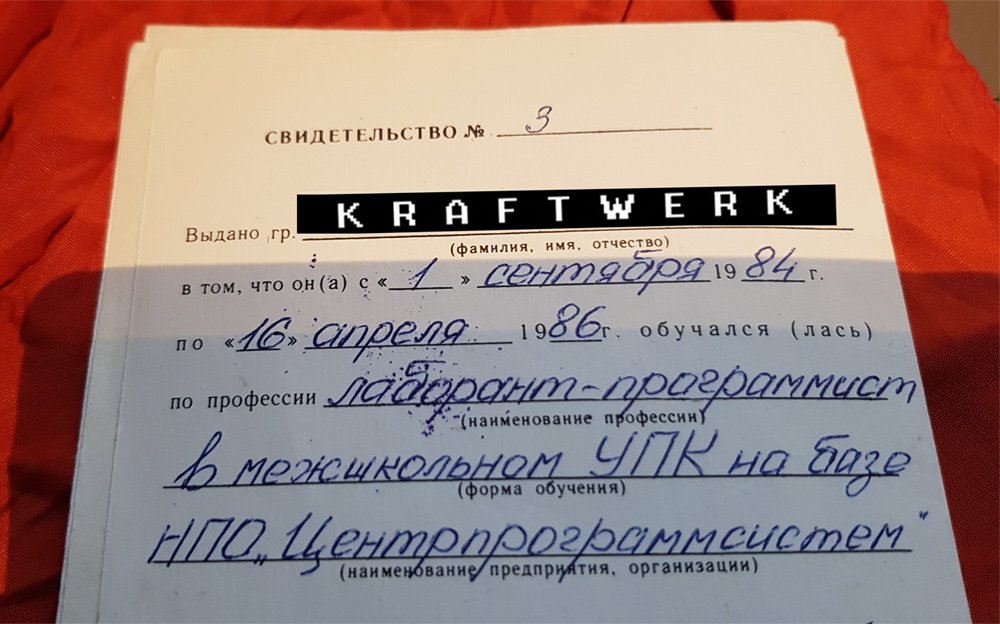 СВИДЕТЕЛЬСТВО № 3
KRAFTWERK
Выдано гр.
(фамилия, имя, отчество)
в том, что он(а) с «1» сентября 1984 г.
по «16» апреля 1986г. обучался (лась)
по профессии лаборант-программист
(наименование профессии)
в межшкольном УПК на базе
(форма обучения)
НПО „Центрпрограммсистем"
(наименование предприятия, организации)